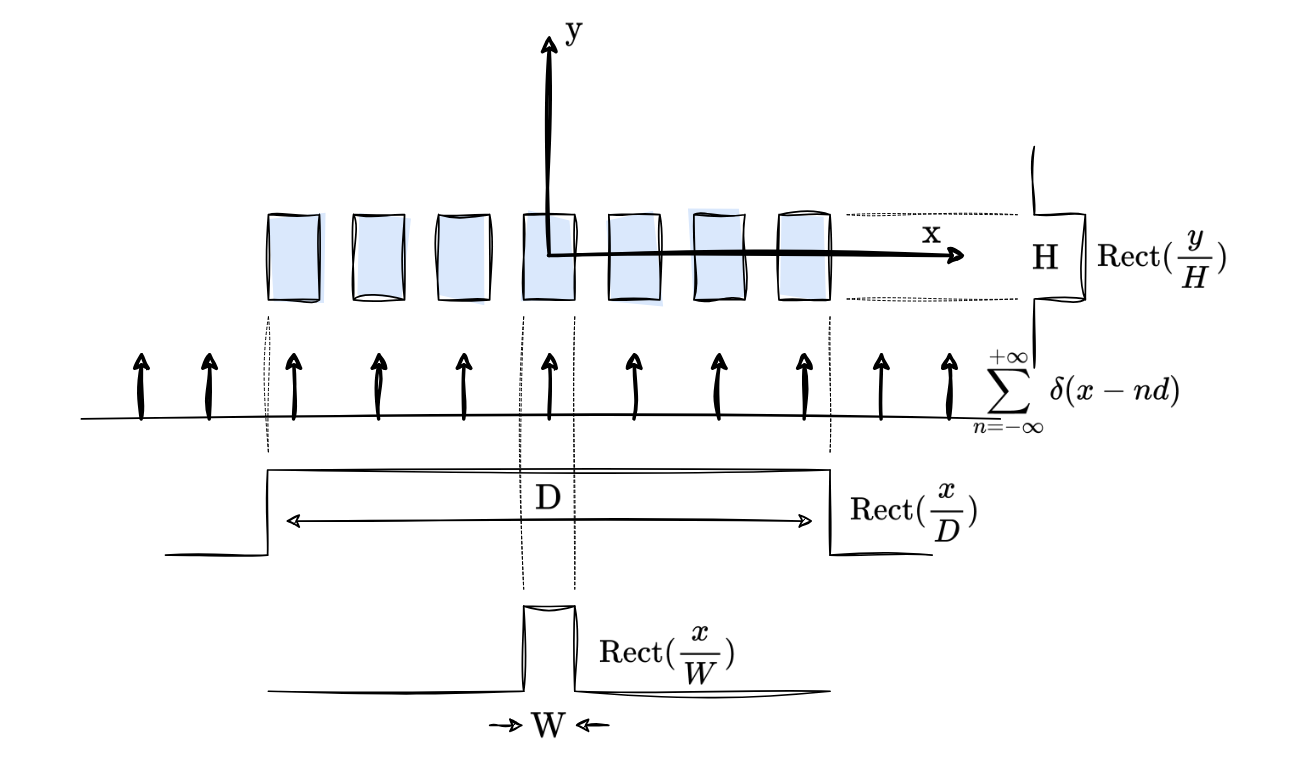 y
x
H
Rect(y/H)
+∞
∑ δ(x − nd)
n=−∞
D
Rect(x/D)
Rect(x/W)
W